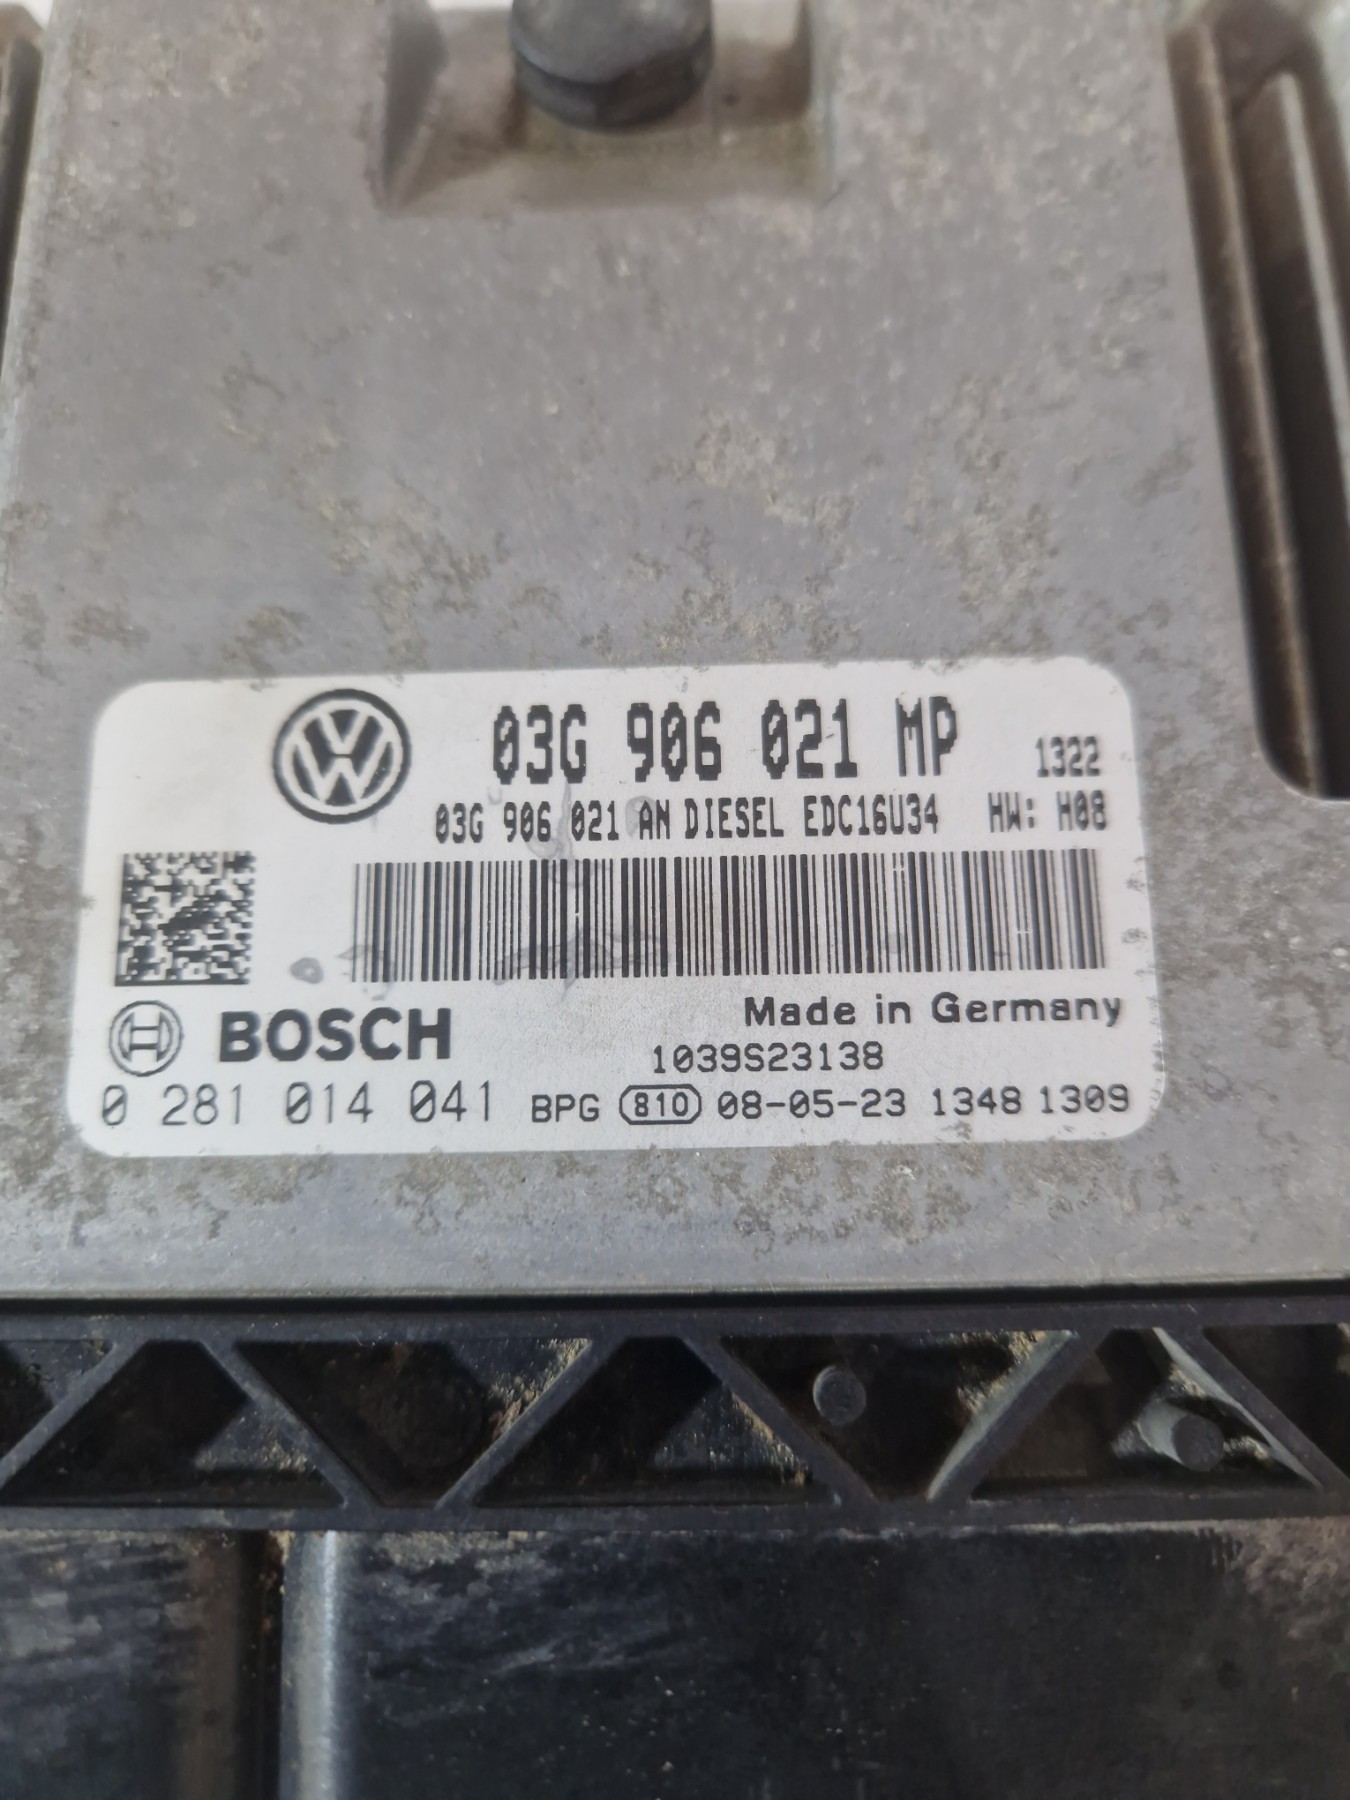 03G 906 021 MP 1322
03G 906 021 AN DIESEL EDC16U34 HW: H08
BOSCH
Made in Germany
1039S23138
0 281 014 041 BPG 810 08-05-23 1348 1309